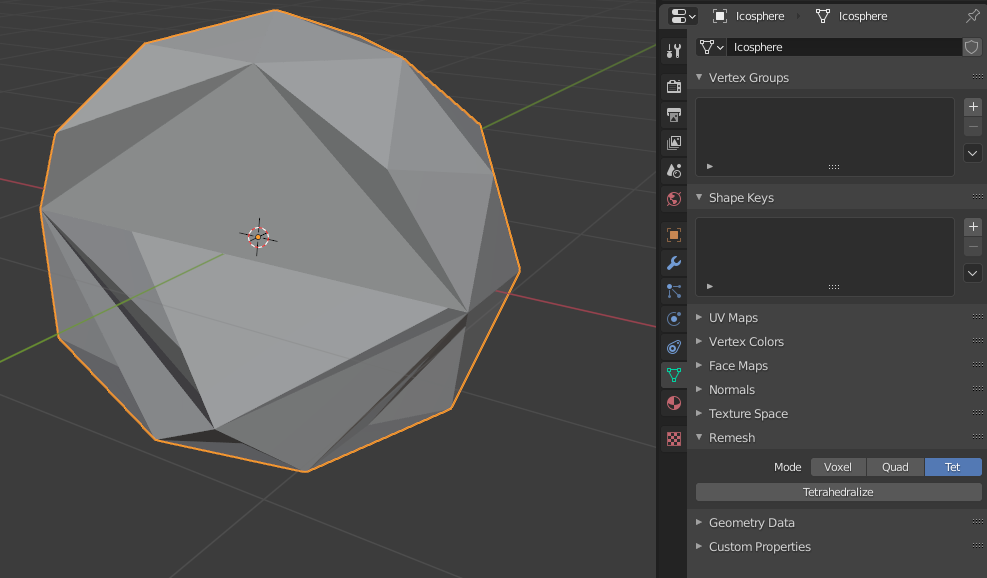 Icosphere › Icosphere
Icosphere
Vertex Groups
Shape Keys
UV Maps
Vertex Colors
Face Maps
Normals
Texture Space
Remesh
Mode Voxel Quad Tet
Tetrahedralize
Geometry Data
Custom Properties